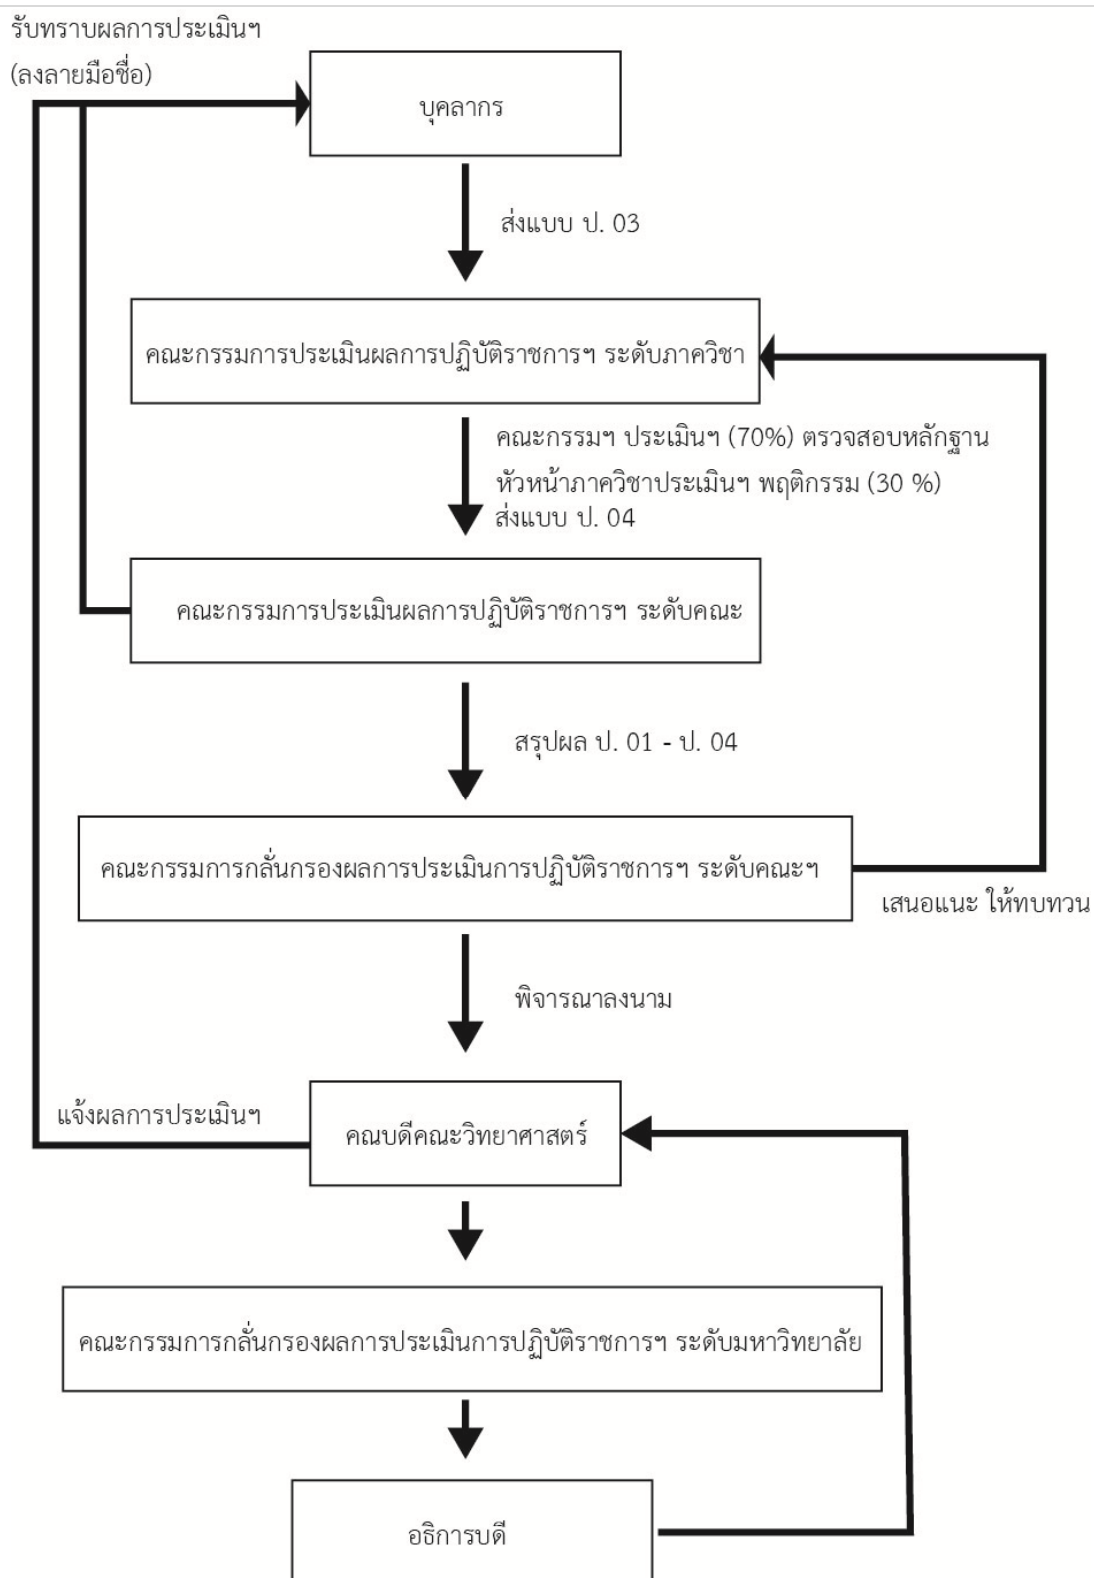 รับทราบผลการประเมินฯ
(ลงลายมือชื่อ)
บุคลากร
ส่งแบบ ป. 03
คณะกรรมการประเมินผลการปฏิบัติราชการฯ ระดับภาควิชา
คณะกรรมฯ ประเมินฯ (70%) ตรวจสอบหลักฐาน
หัวหน้าภาควิชาประเมินฯ พฤติกรรม (30 %)
ส่งแบบ ป. 04
คณะกรรมการประเมินผลการปฏิบัติราชการฯ ระดับคณะ
สรุปผล ป. 01 - ป. 04
คณะกรรมการกลั่นกรองผลการประเมินการปฏิบัติราชการฯ ระดับคณะฯ
เสนอแนะ ให้ทบทวน
พิจารณาลงนาม
แจ้งผลการประเมินฯ
คณบดีคณะวิทยาศาสตร์
คณะกรรมการกลั่นกรองผลการประเมินการปฏิบัติราชการฯ ระดับมหาวิทยาลัย
อธิการบดี